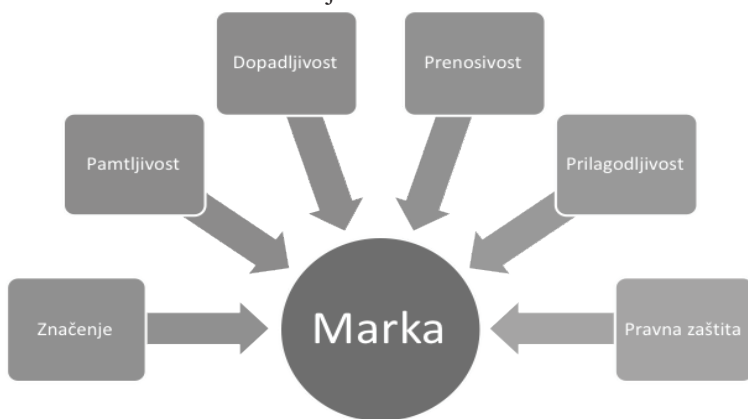 Dopadljivost
Prenosivost
Pamtljivost
Prilagodljivost
Značenje
Marka
Pravna zaštita